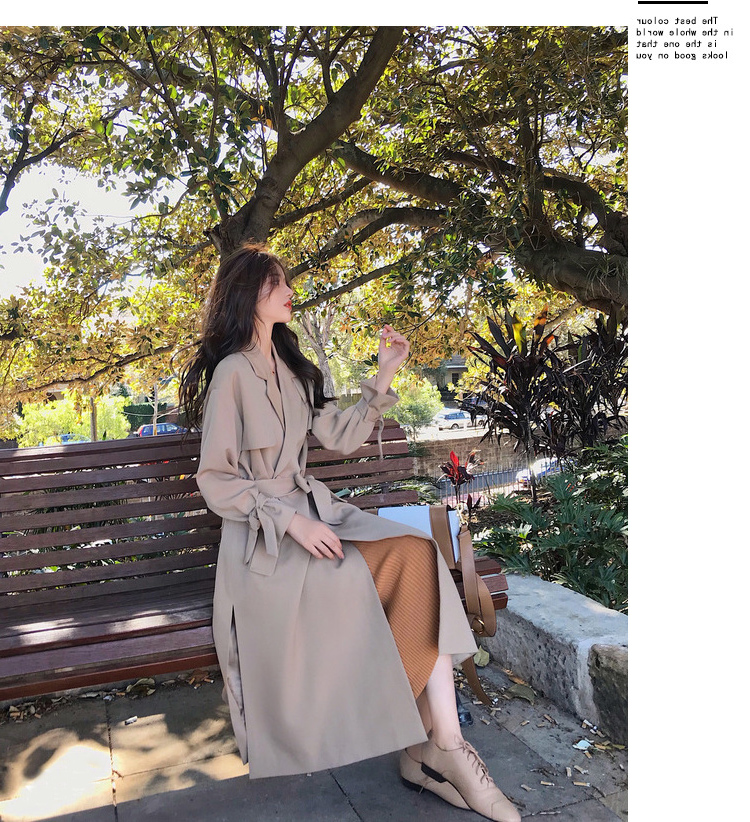 The best colour
in the whole world
is the one that
looks good on you